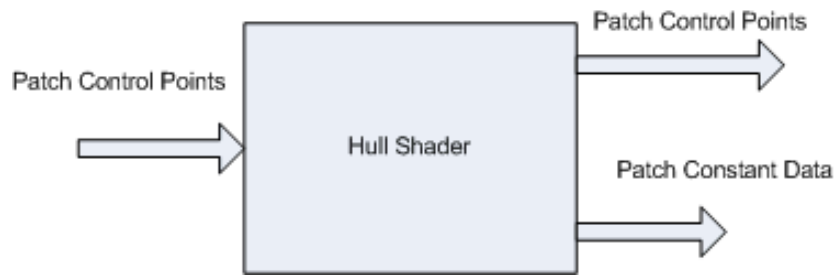 Patch Control Points
Patch Control Points
Hull Shader
Patch Constant Data